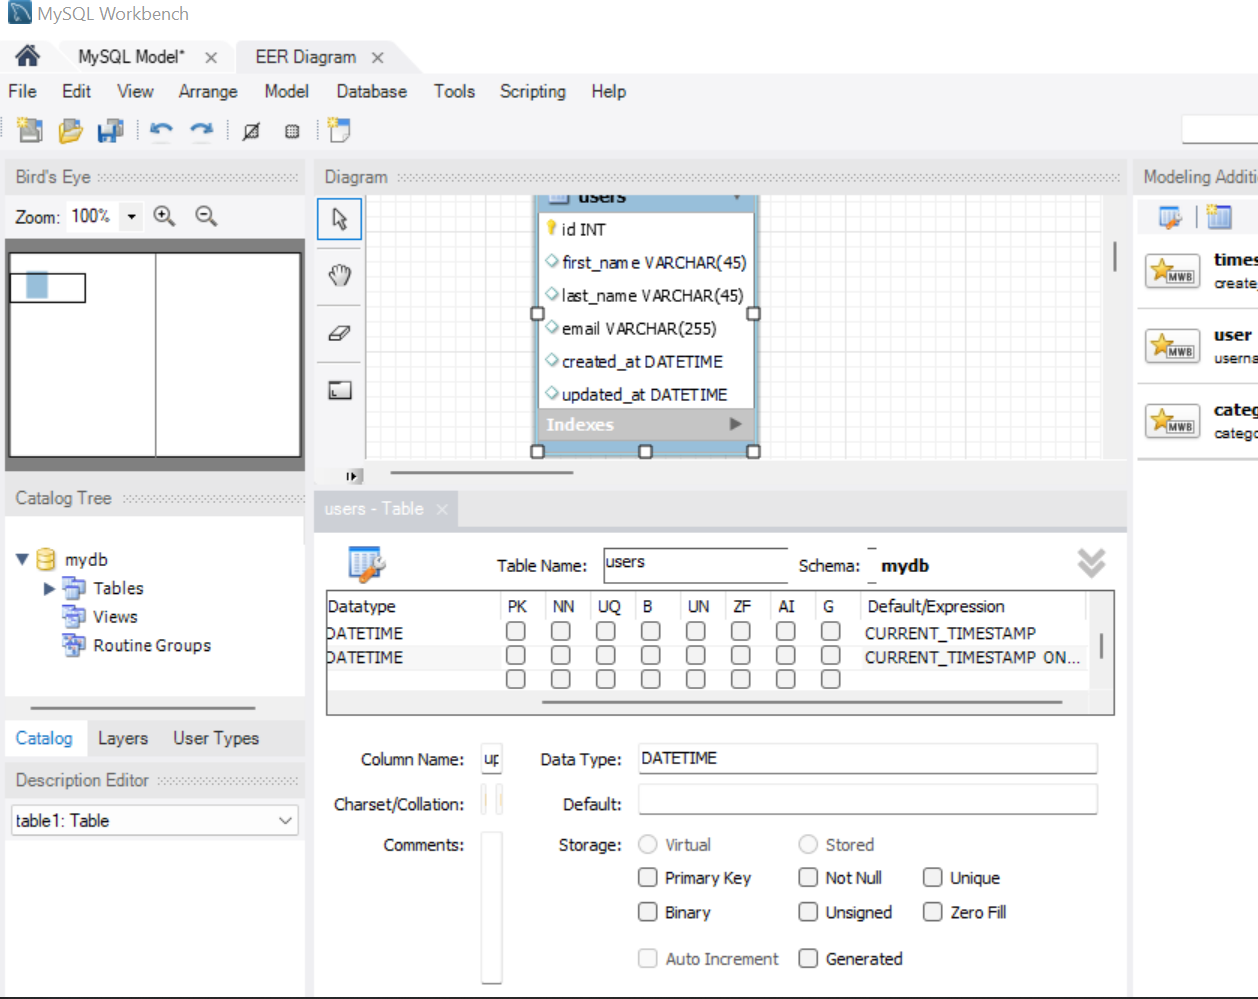 MySQL Workbench
MySQL Model*
EER Diagram
File Edit View Arrange Model Database Tools Scripting Help
Bird's Eye
Zoom: 100%
Catalog Tree
mydb
Tables
Views
Routine Groups
Catalog Layers User Types
Description Editor
table1: Table
Diagram
users
id INT
first_name VARCHAR(45)
last_name VARCHAR(45)
email VARCHAR(255)
created_at DATETIME
updated_at DATETIME
Indexes
Modeling Additi
MWB
times
create_
MWB
user
userna
MWB
categ
catego
users - Table
Table Name: users Schema: mydb
Datatype PK NN UQ B UN ZF AI G Default/Expression
DATETIME CURRENT_TIMESTAMP
DATETIME CURRENT_TIMESTAMP ON...
Column Name: up Data Type: DATETIME
Charset/Collation: Default:
Comments: Storage: Virtual Stored
Primary Key Not Null Unique
Binary Unsigned Zero Fill
Auto Increment Generated